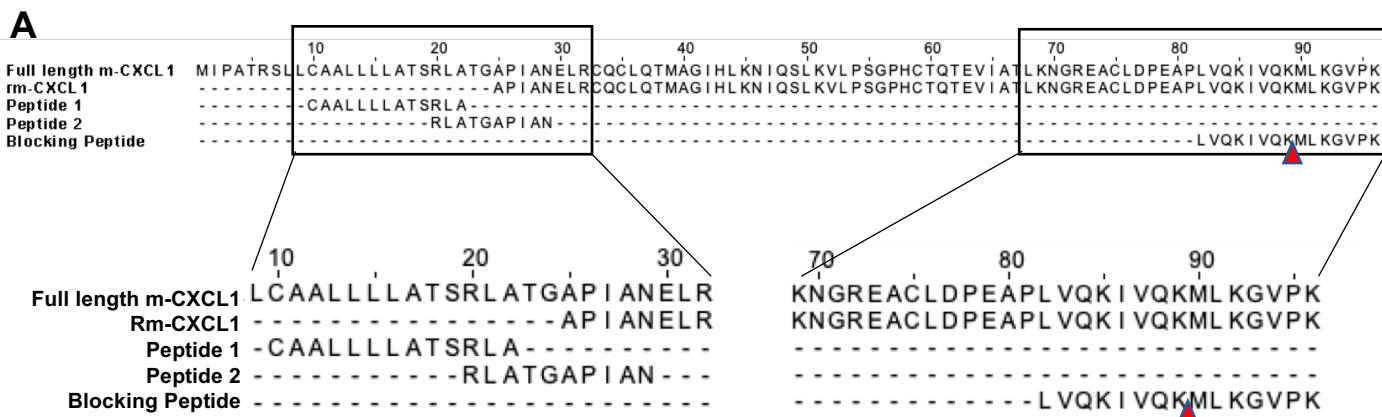 A
10 20 30 40 50 60 70 80 90
Full length m-CXCL1 MIPATRSLLCAALLLLATSRLATGAPIANELRCQCLQTMAGIHLKNIQSLKVLPSGPHCTQTEVIATLKNGREACLDPEAPLVQKIVQKMLKGVPK
rm-CXCL1 ------------------------APIANELRCQCLQTMAGIHLKNIQSLKVLPSGPHCTQTEVIATLKNGREACLDPEAPLVQKIVQKMLKGVPK
Peptide 1 ---------CAALLLLATSRLA--------------------------------------------------------------------------
Peptide 2 -------------------RLATGAPIAN-------------------------------------------------------------------
Blocking Peptide ---------------------------------------------------------------------------------LVQKIVQKMLKGVPK
10 20 30 70 80 90
Full length m-CXCL1 LCAALLLLATSRLATGAPIANELR KNGREACLDPEAPLVQKIVQKMLKGVPK
Rm-CXCL1 ----------------APIANELR KNGREACLDPEAPLVQKIVQKMLKGVPK
Peptide 1 -CAALLLLATSRLA---------- ----------------------------
Peptide 2 -----------RLATGAPIAN--- ----------------------------
Blocking Peptide ------------------------ -------------LVQKIVQKMLKGVPK